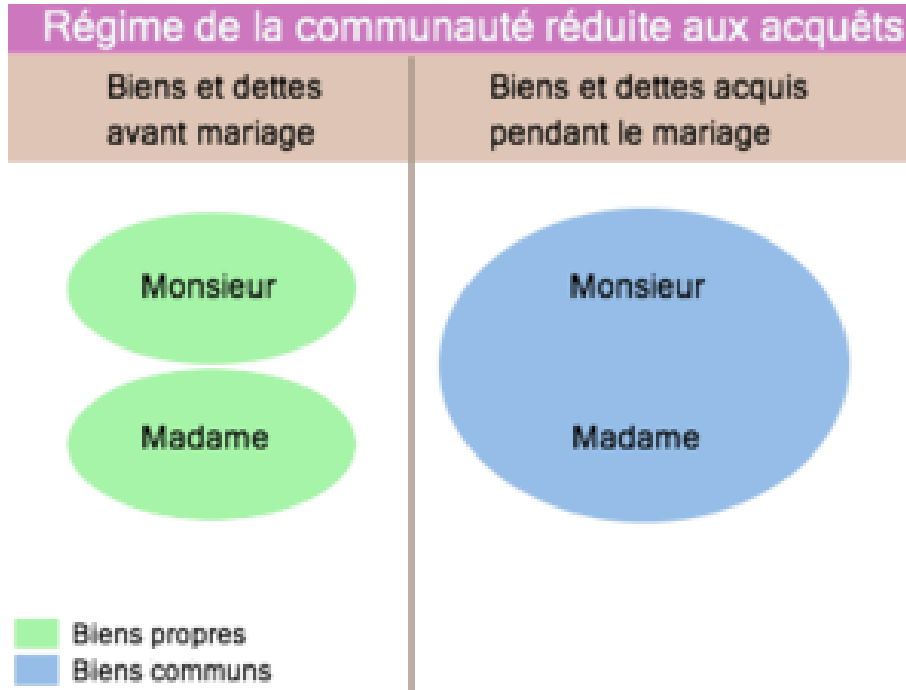 Régime de la communauté réduite aux acquêts
Biens et dettes
avant mariage
Biens et dettes acquis
pendant le mariage
Monsieur
Madame
Monsieur
Madame
Biens propres
Biens communs